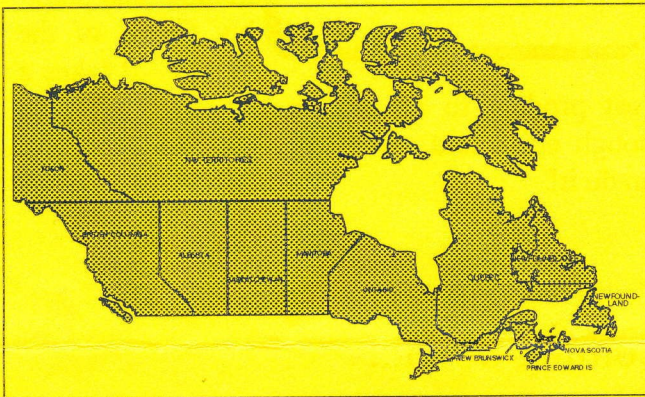 YUKON
NW TERRITORIES
BRITISH COLUMBIA
ALBERTA
SASKATCHEWAN
MANITOBA
ONTARIO
QUEBEC
NEWFOUNDLAND
NEWFOUND-
LAND
NOVA SCOTIA
NEW BRUNSWICK
PRINCE EDWARD IS